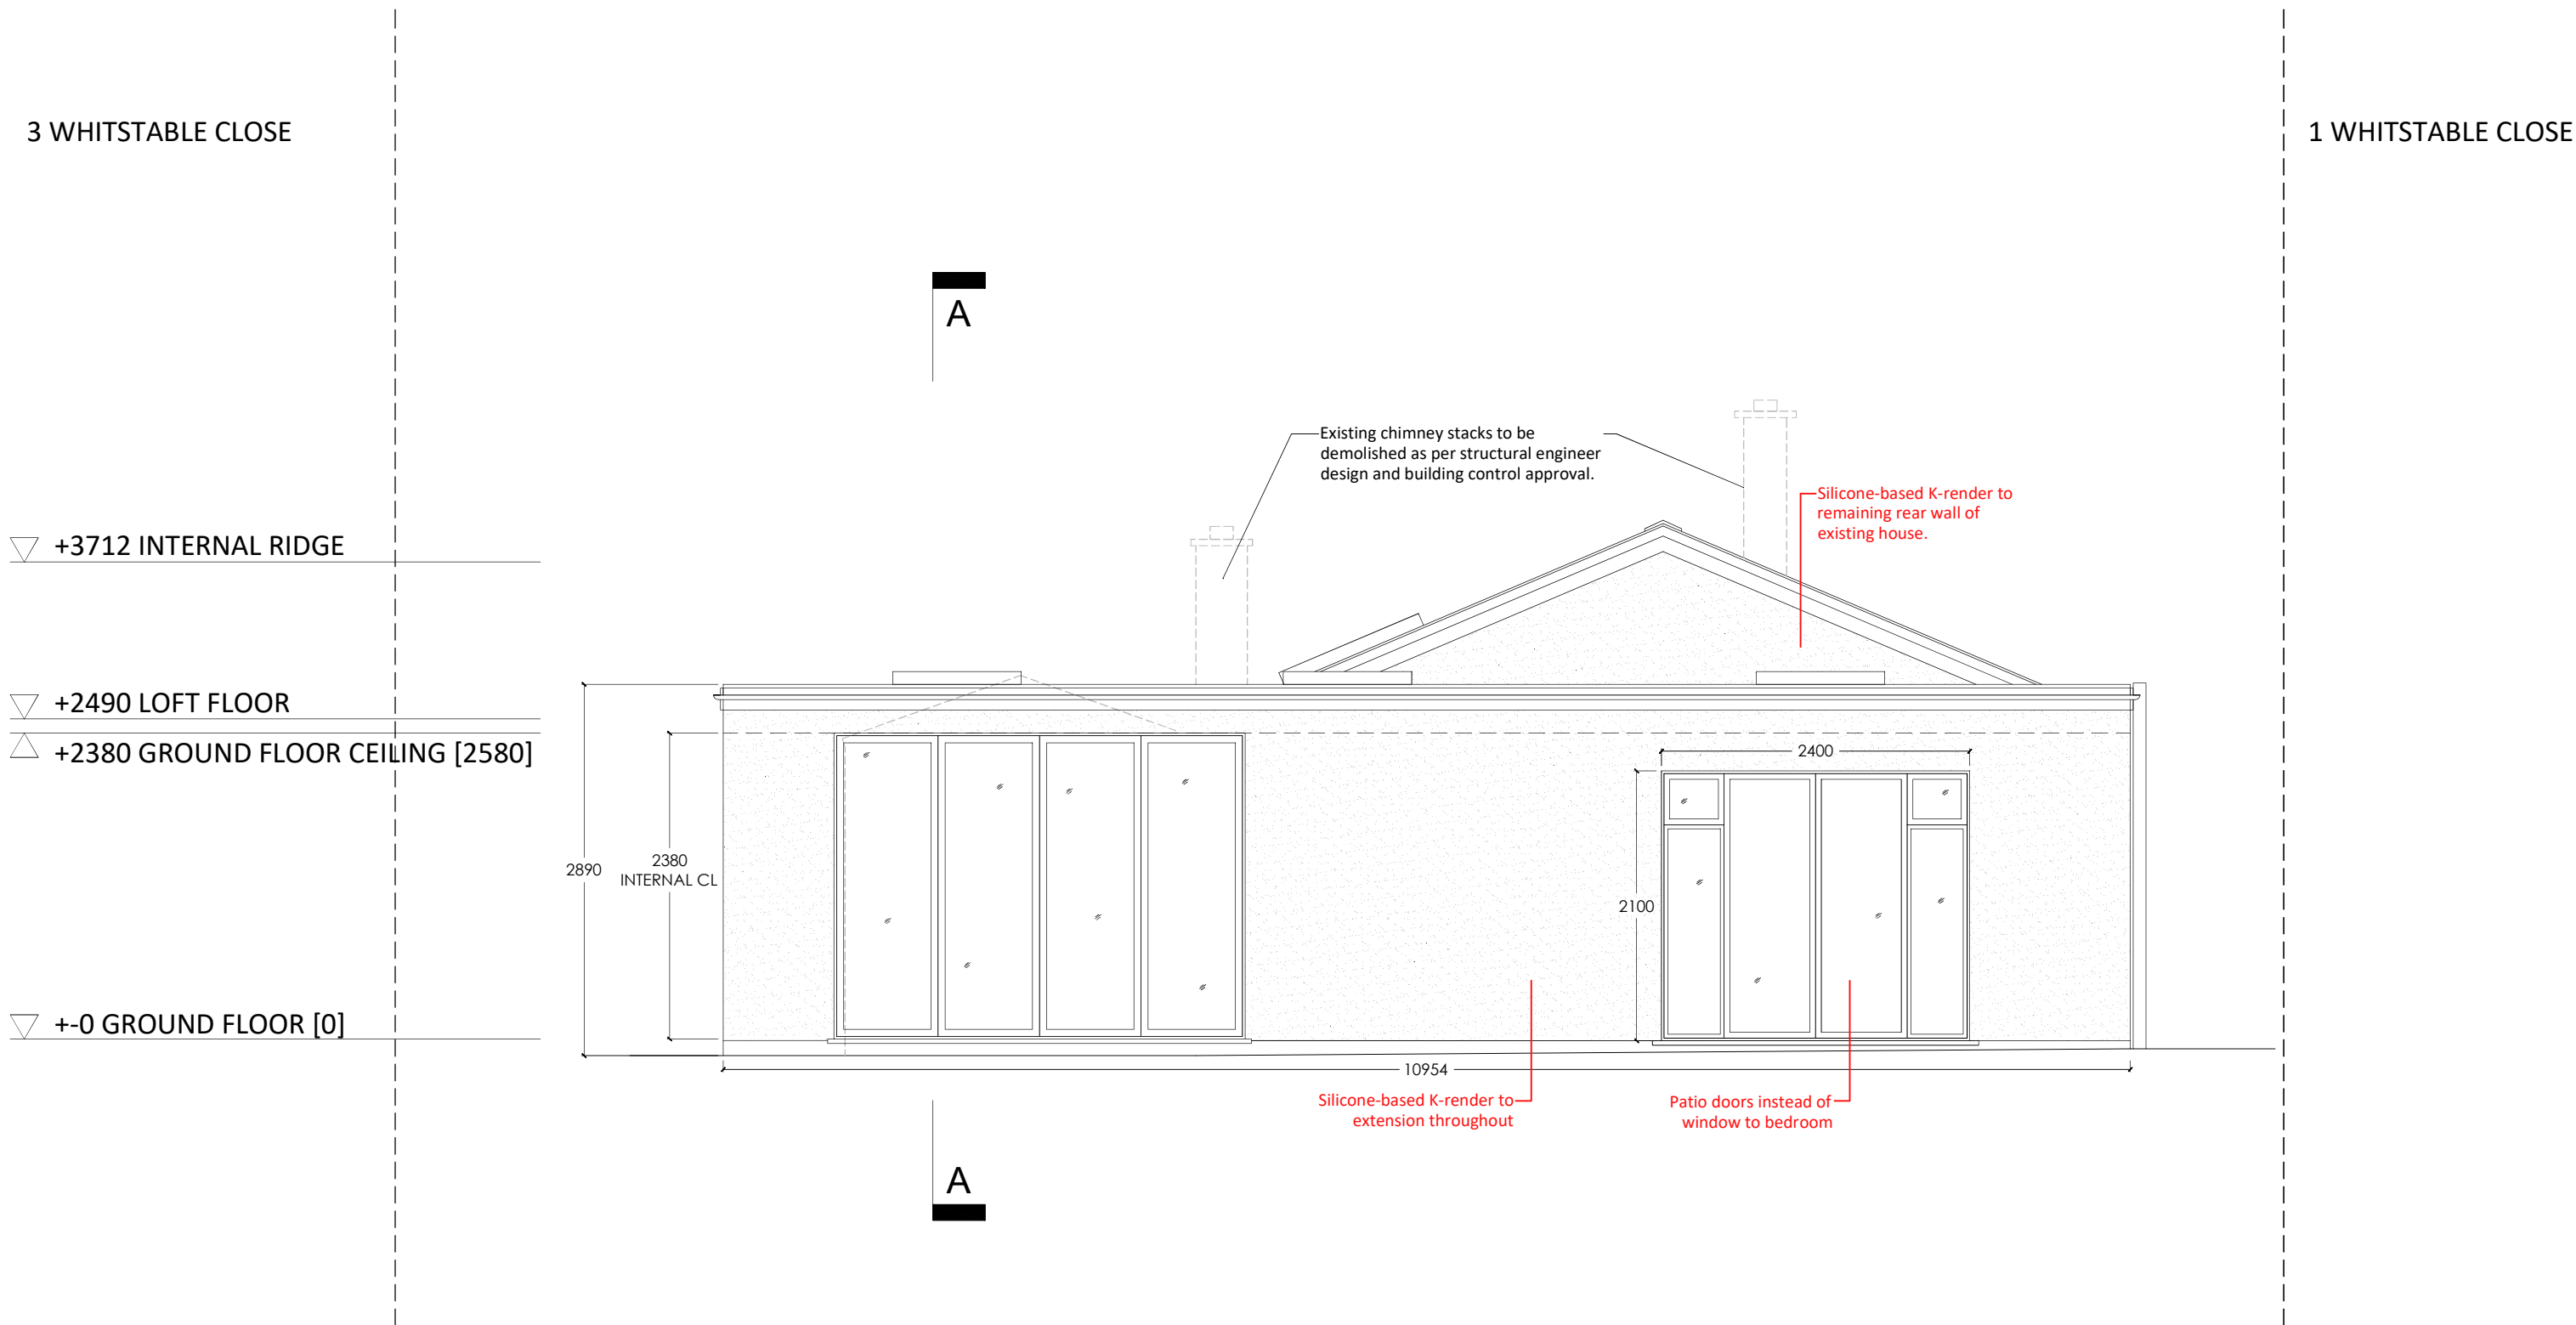 3 WHITSTABLE CLOSE
1 WHITSTABLE CLOSE
A
Existing chimney stacks to be
demolished as per structural engineer
design and building control approval.
Silicone-based K-render to
remaining rear wall of
existing house.
+3712 INTERNAL RIDGE
+2490 LOFT FLOOR
+2380 GROUND FLOOR CEILING [2580]
2400
2890
2380
INTERNAL CL
2100
+-0 GROUND FLOOR [0]
10954
Silicone-based K-render to
extension throughout
Patio doors instead of
window to bedroom
A